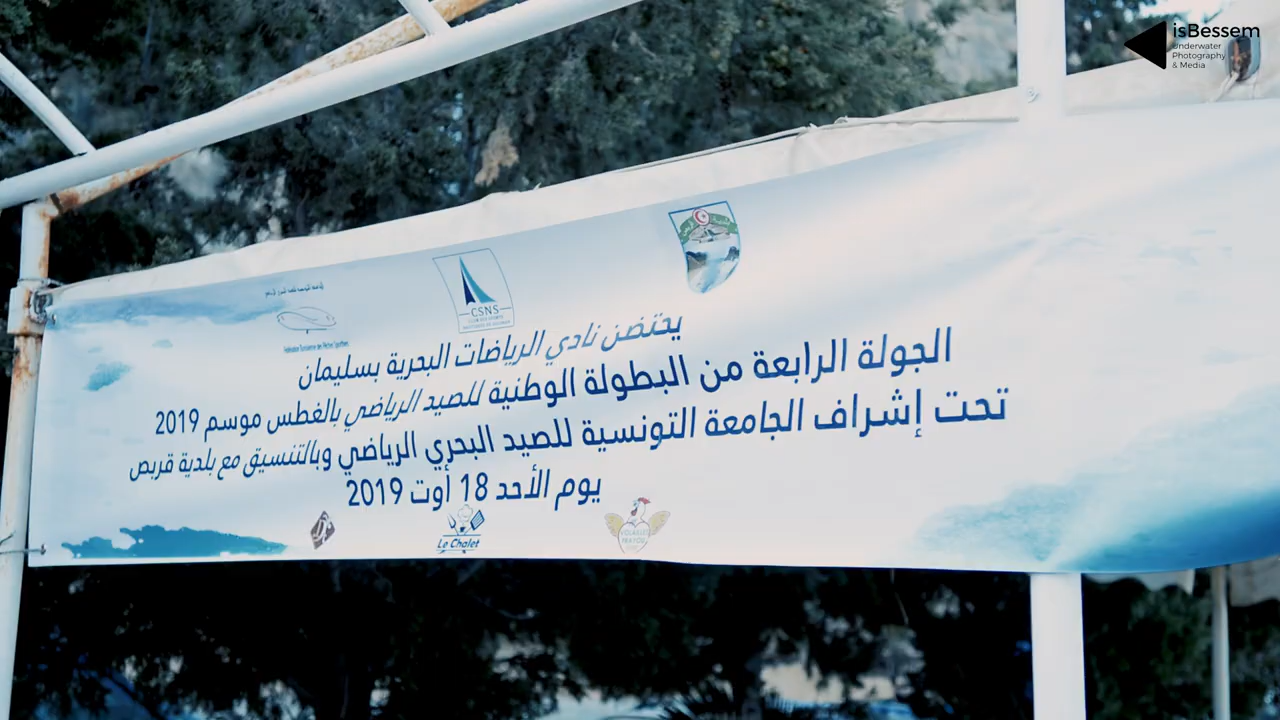 isBessem
Underwater
Photography
& Media
CSNS
يحتضن نادي الرياضات البحرية بسليمان
الجولة الرابعة من البطولة الوطنية للصيد الرياضي بالغطس موسم 2019
تحت إشراف الجامعة التونسية للصيد البحري الرياضي وبالتنسيق مع بلدية قربص
يوم الأحد 18 أوت 2019
Le Chalet